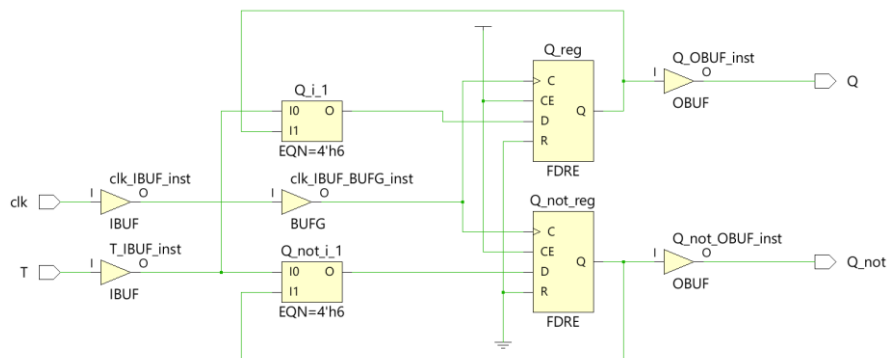 Q_reg
Q_OBUF_inst
I
O
Q
OBUF
C
CE
D
R
Q
FDRE
Q_i_1
I0
O
I1
EQN=4'h6
clk
clk_IBUF_inst
I
O
IBUF
clk_IBUF_BUFG_inst
I
O
BUFG
Q_not_reg
C
CE
D
R
Q
FDRE
T
T_IBUF_inst
I
O
IBUF
Q_not_i_1
I0
O
I1
EQN=4'h6
Q_not_OBUF_inst
I
O
OBUF
Q_not